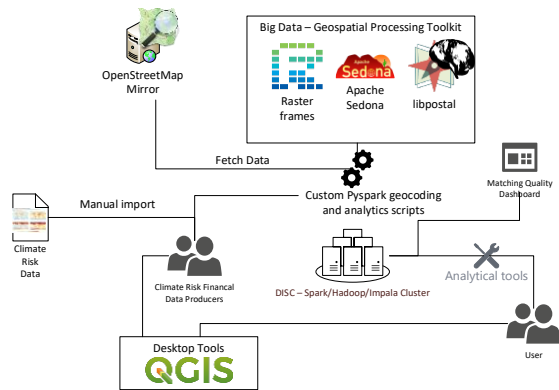 Big Data – Geospatial Processing Toolkit
OpenStreetMap
Mirror
Raster
frames
APACHE
Sedona
Apache
Sedona
libpostal
Fetch Data
Custom Pyspark geocoding
and analytics scripts
Matching Quality
Dashboard
Manual import
Climate
Risk
Data
Climate Risk Financal
Data Producers
DISC – Spark/Hadoop/Impala Cluster
Analytical tools
Desktop Tools
QGIS
User